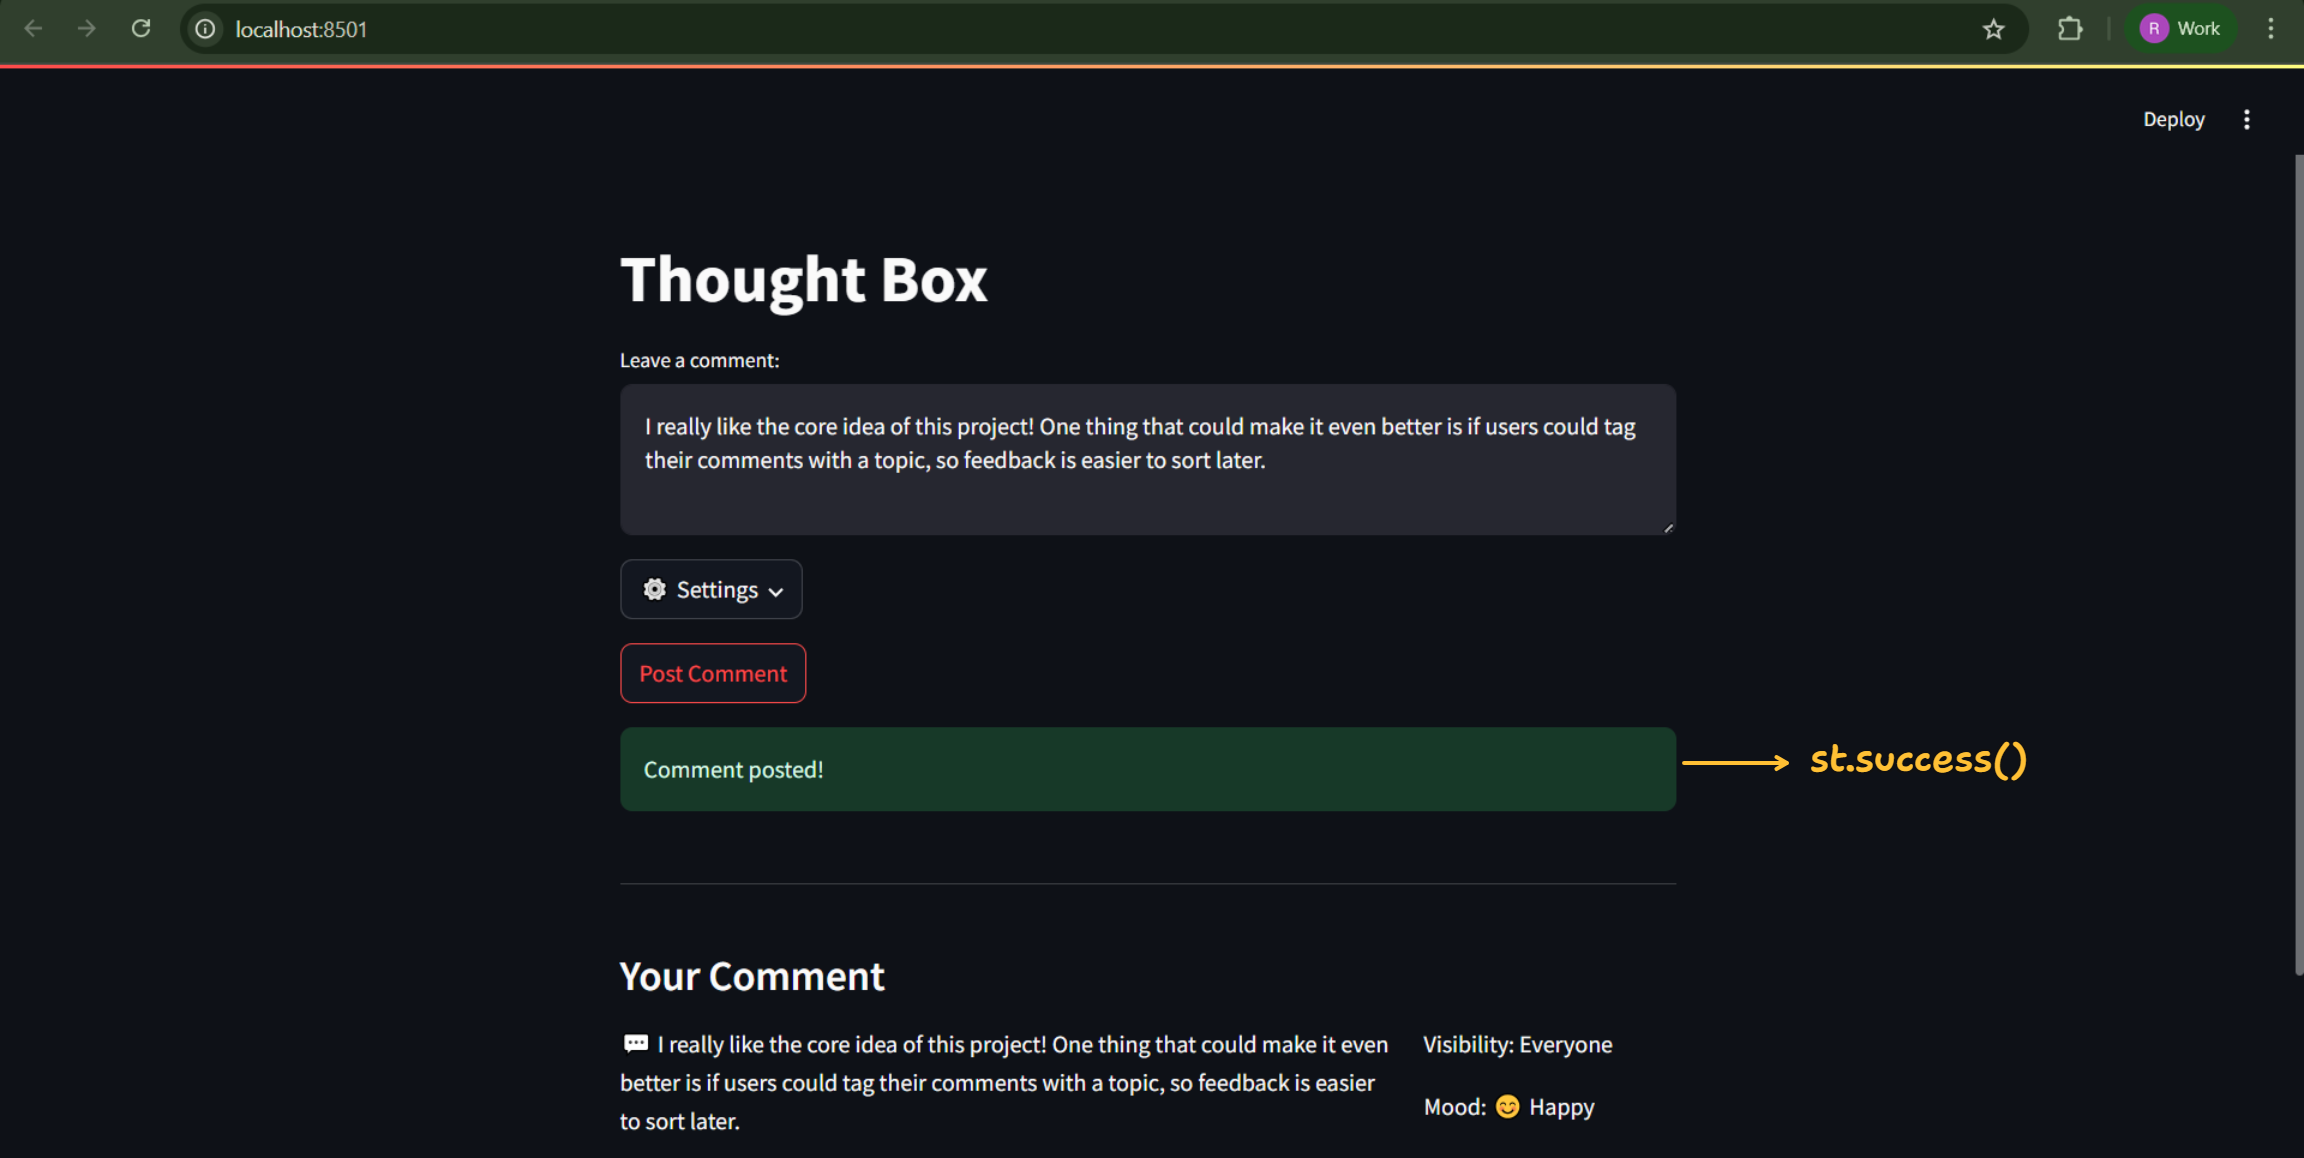 localhost:8501
R Work
Deploy
Thought Box
Leave a comment:
I really like the core idea of this project! One thing that could make it even better is if users could tag
their comments with a topic, so feedback is easier to sort later.
Settings
Post Comment
Comment posted!
st.success()
Your Comment
I really like the core idea of this project! One thing that could make it even
better is if users could tag their comments with a topic, so feedback is easier
to sort later.
Visibility: Everyone
Mood: 😊 Happy